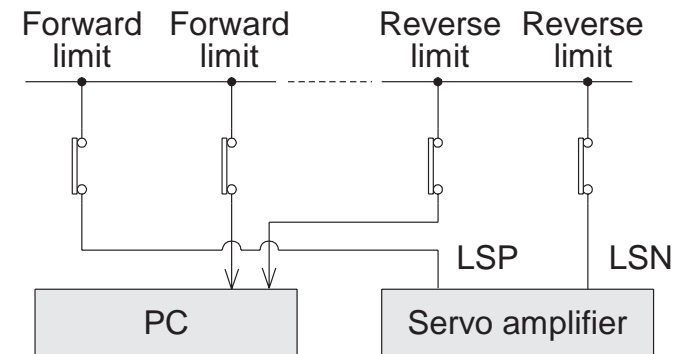 Forward limit
Forward limit
Reverse limit
Reverse limit
LSP
LSN
PC
Servo amplifier